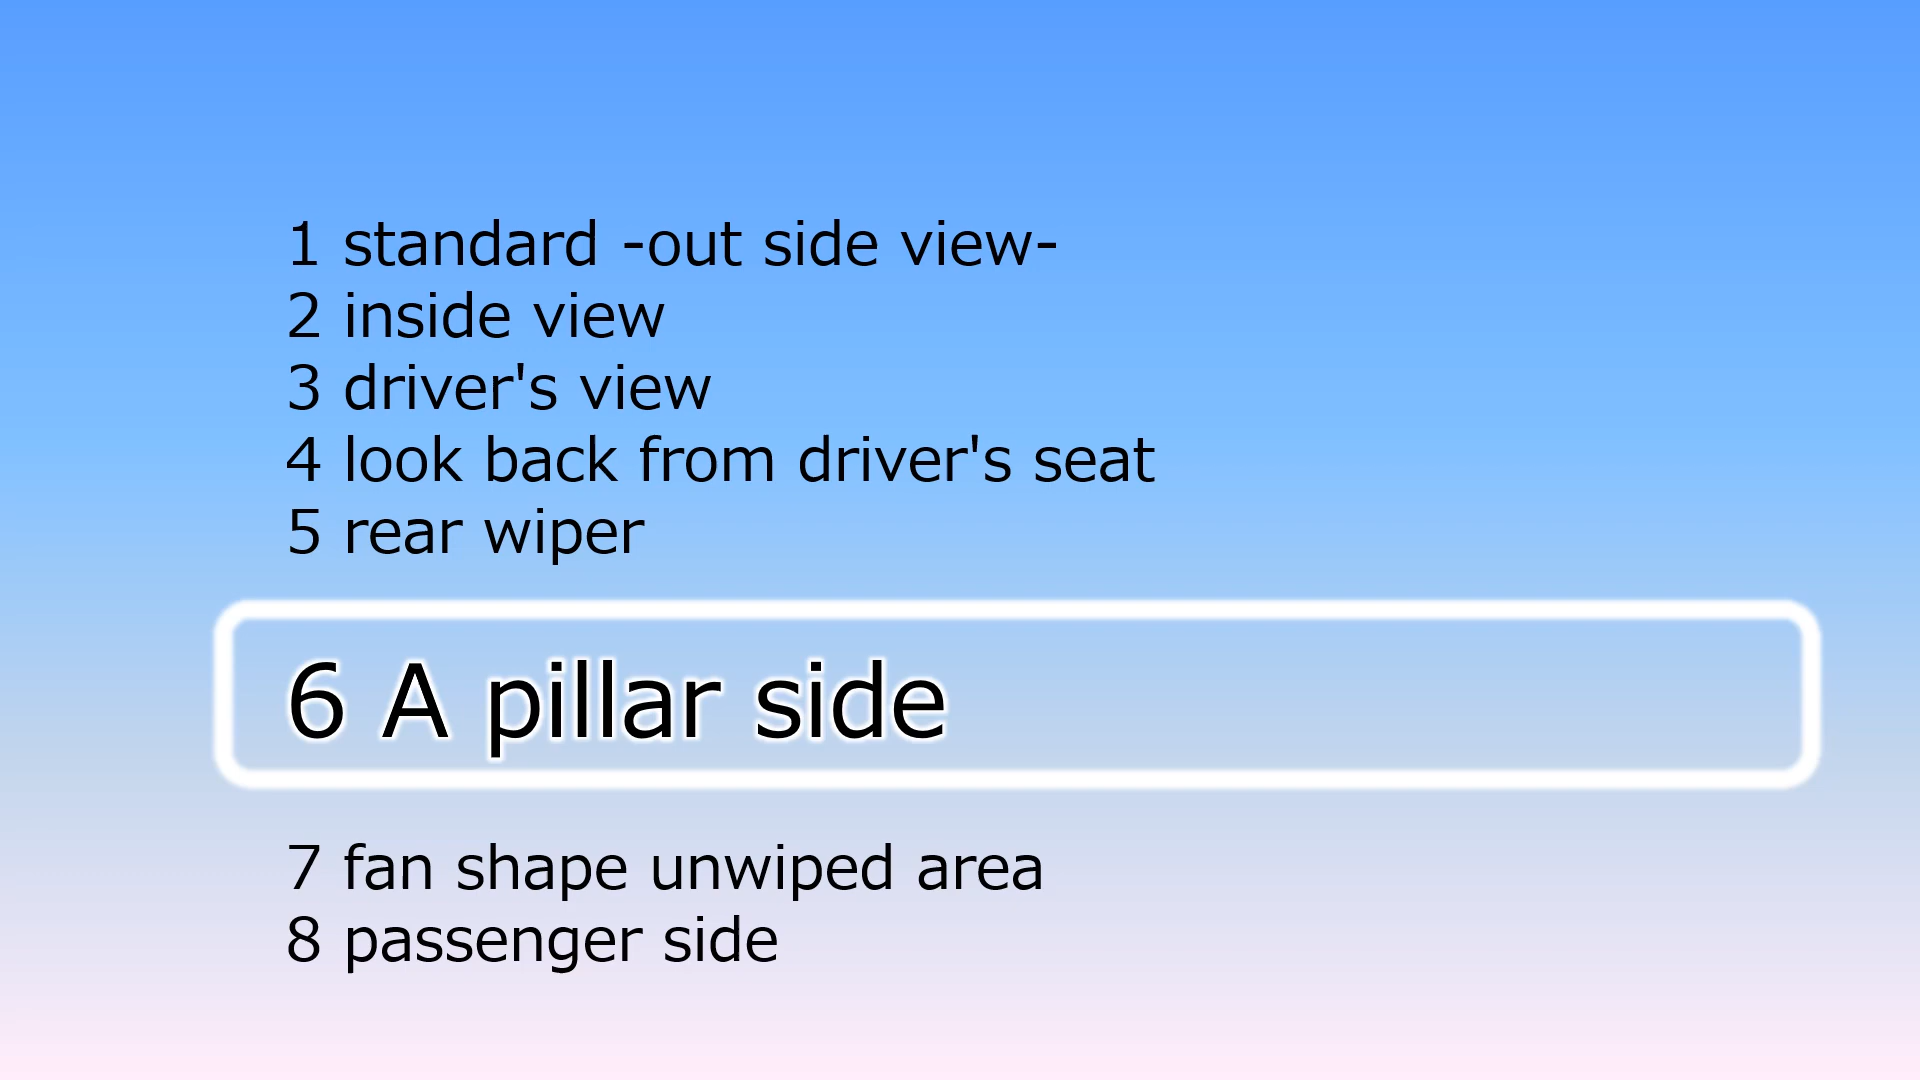 1 standard -out side view-
2 inside view
3 driver's view
4 look back from driver's seat
5 rear wiper
6 A pillar side
7 fan shape unwiped area
8 passenger side